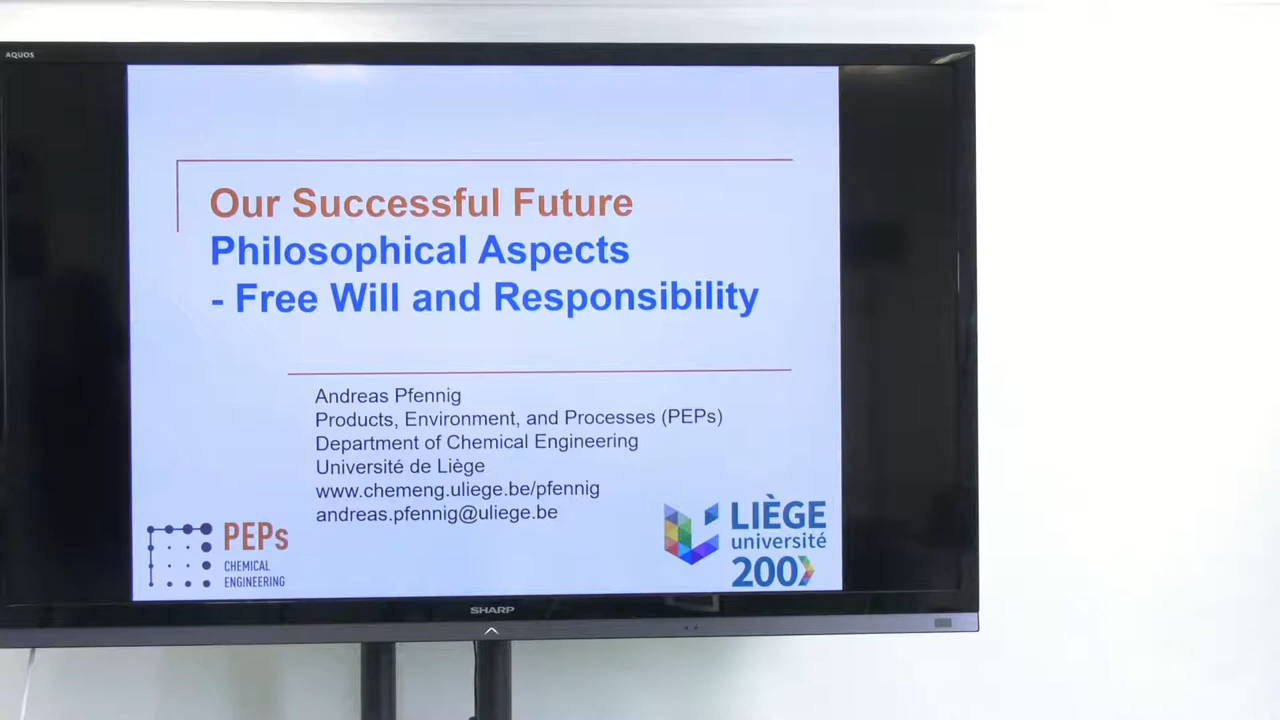 AQUOS
Our Successful Future
Philosophical Aspects
- Free Will and Responsibility
Andreas Pfennig
Products, Environment, and Processes (PEPs)
Department of Chemical Engineering
Université de Liège
www.chemeng.uliege.be/pfennig
andreas.pfennig@uliege.be
PEPs
CHEMICAL
ENGINEERING
LIÈGE
université
200
SHARP